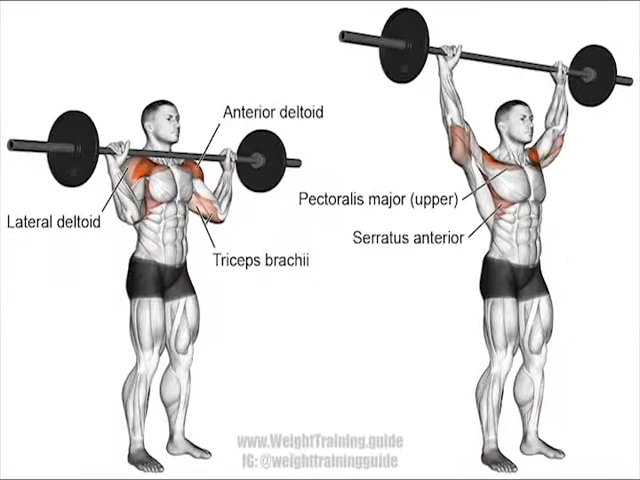 Anterior deltoid
Lateral deltoid
Triceps brachii
Pectoralis major (upper)
Serratus anterior
www.WeightTraining.guide
IG: @weighttrainingguide